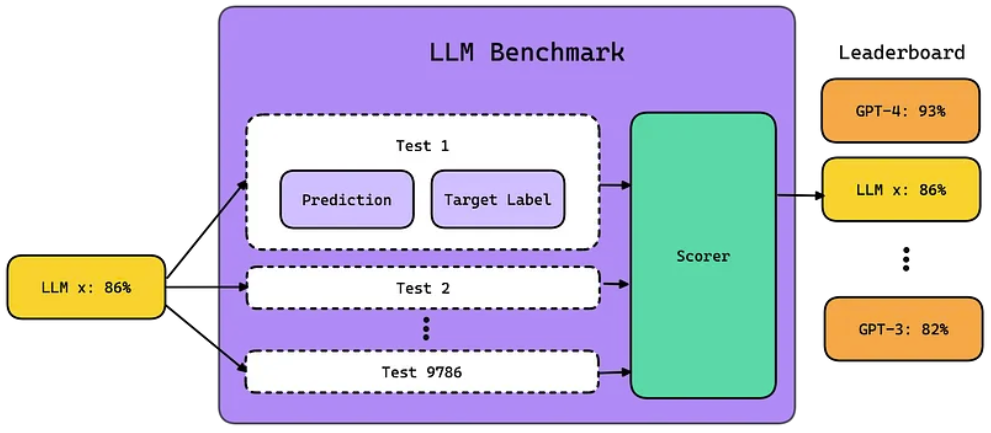 LLM Benchmark
Leaderboard
GPT-4: 93%
Test 1
Prediction
Target Label
LLM x: 86%
Scorer
LLM x: 86%
Test 2
GPT-3: 82%
Test 9786